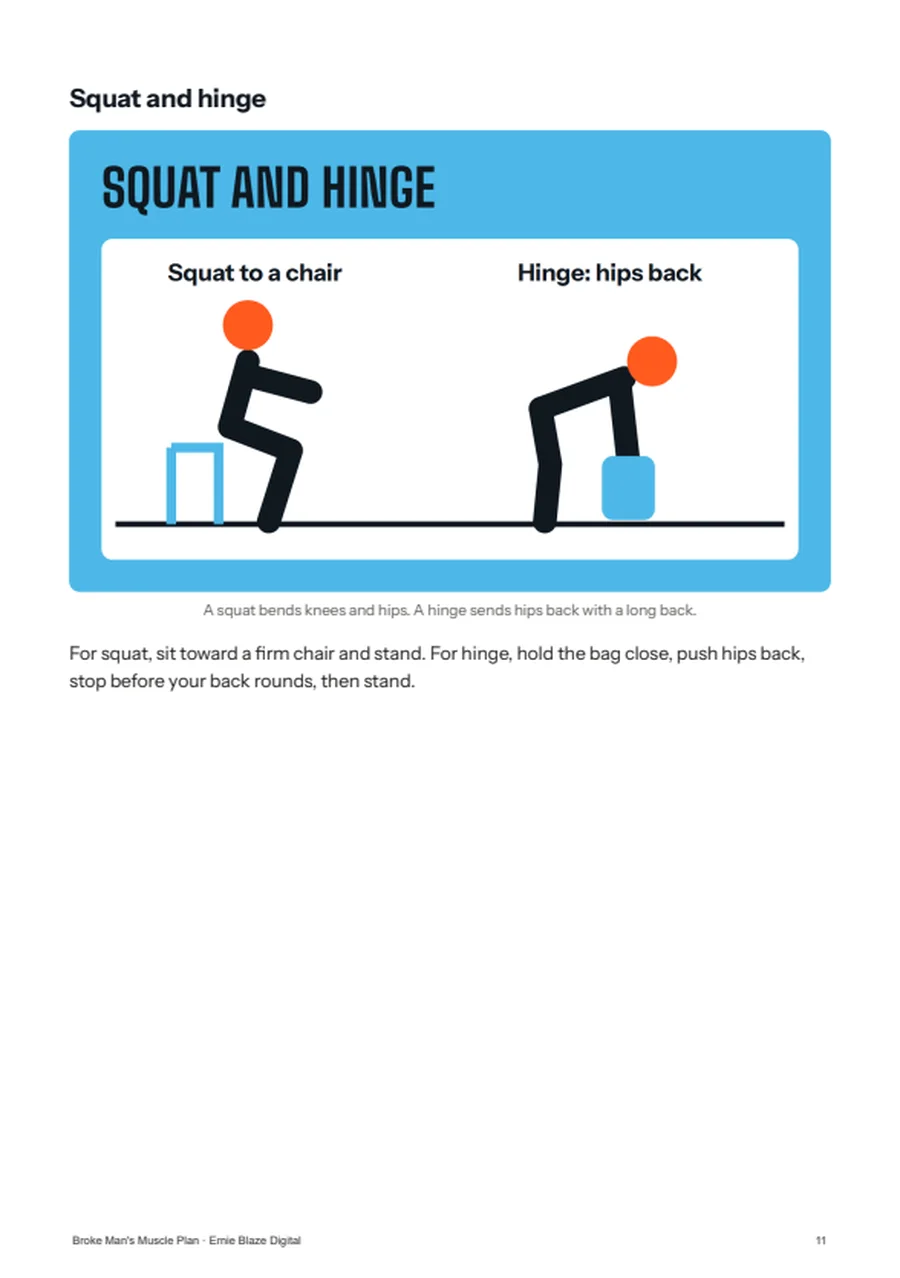 Squat and hinge
SQUAT AND HINGE
Squat to a chair
Hinge: hips back
A squat bends knees and hips. A hinge sends hips back with a long back.
For squat, sit toward a firm chair and stand. For hinge, hold the bag close, push hips back,
stop before your back rounds, then stand.
Broke Man's Muscle Plan · Ernie Blaze Digital
11